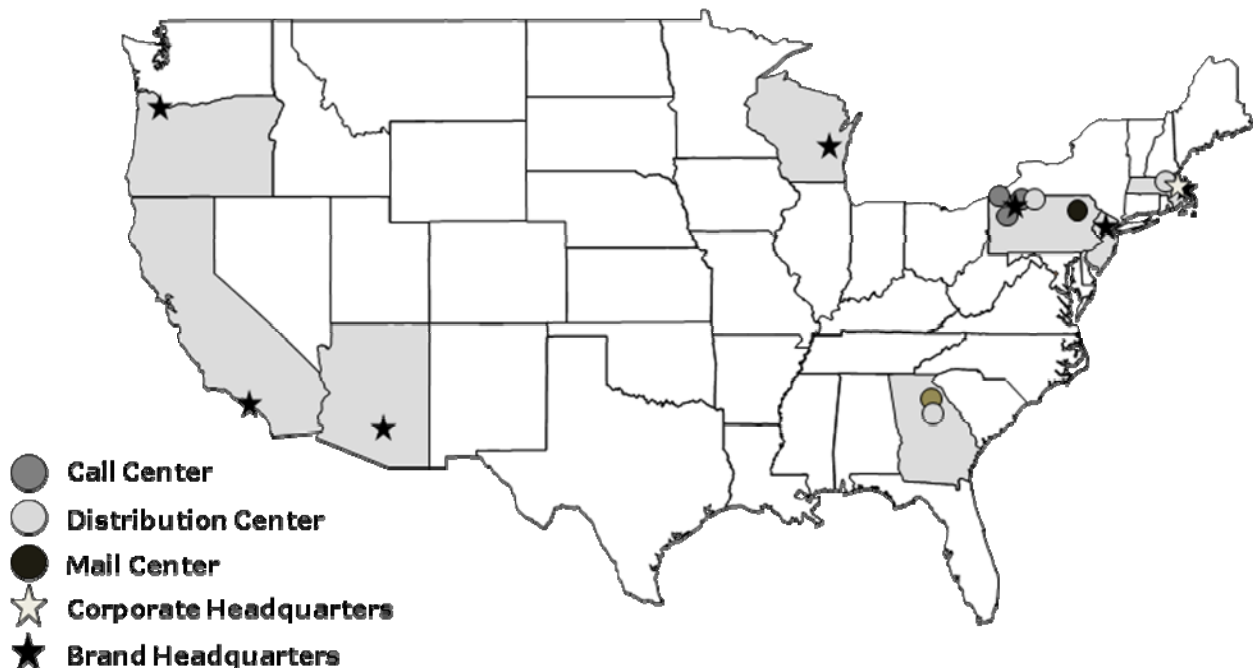 Call Center
Distribution Center
Mail Center
Corporate Headquarters
Brand Headquarters